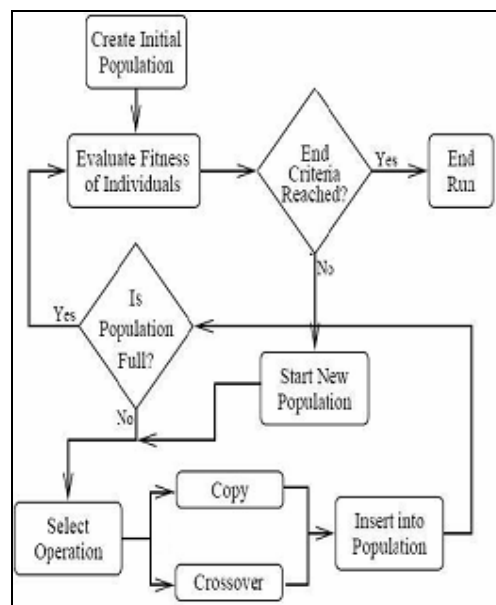 Create Initial
Population
Evaluate Fitness
of Individuals
End
Criteria
Reached?
Yes
End
Run
No
Is
Population
Full?
Yes
No
Start New
Population
Select
Operation
Copy
Crossover
Insert into
Population